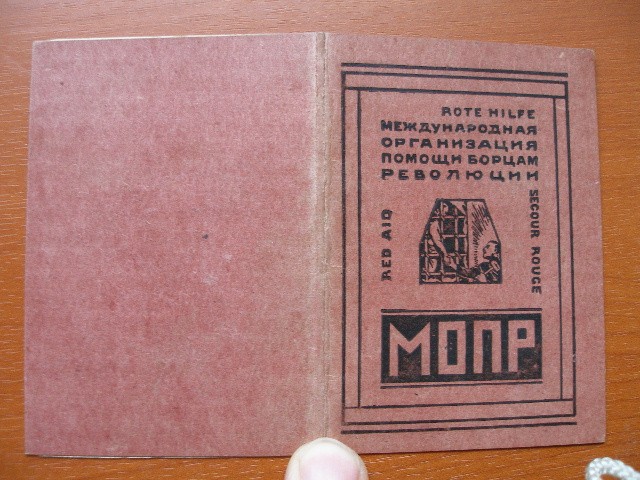 ROTE HILFE
МЕЖДУНАРОДНАЯ
ОРГАНИЗАЦИЯ
ПОМОЩИ БОРЦАМ
РЕВОЛЮЦИИ
RED AID
SECOUR ROUGE
МОПР